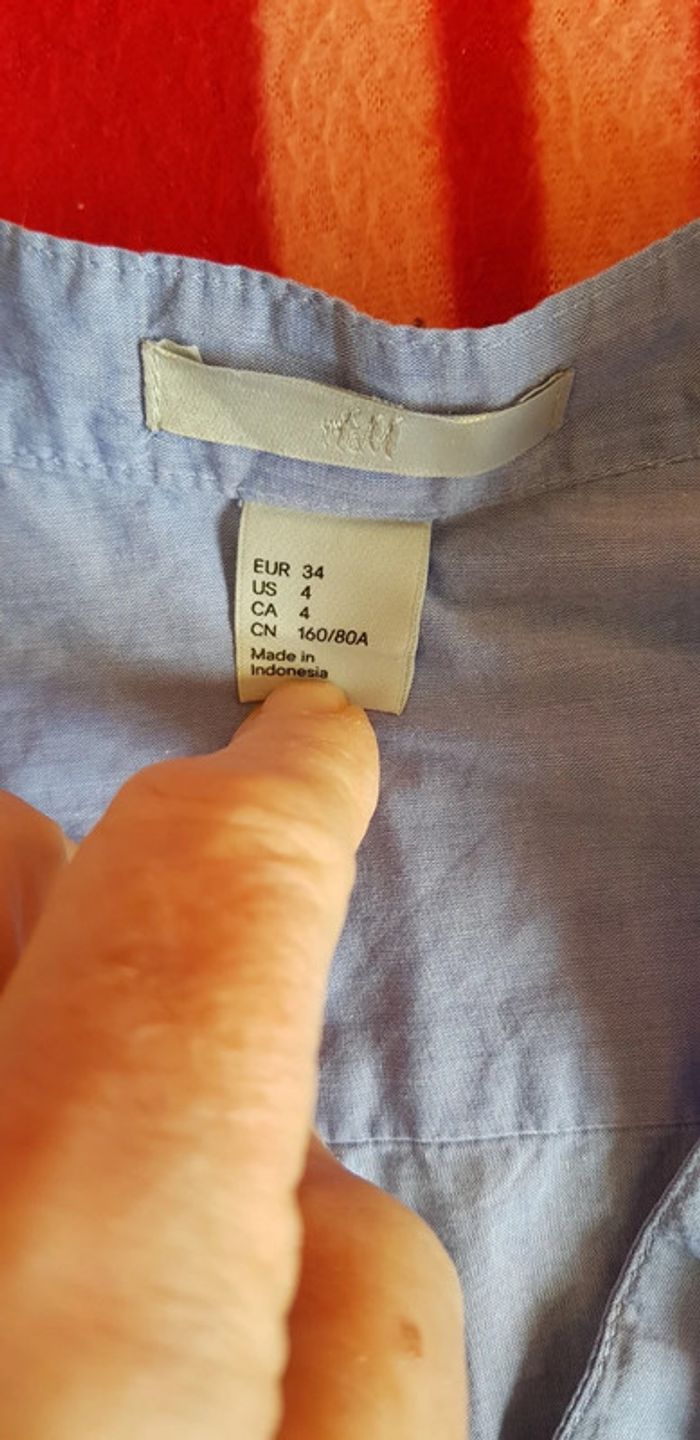 H&M
EUR 34
US 4
CA 4
CN 160/80A
Made in
Indonesia